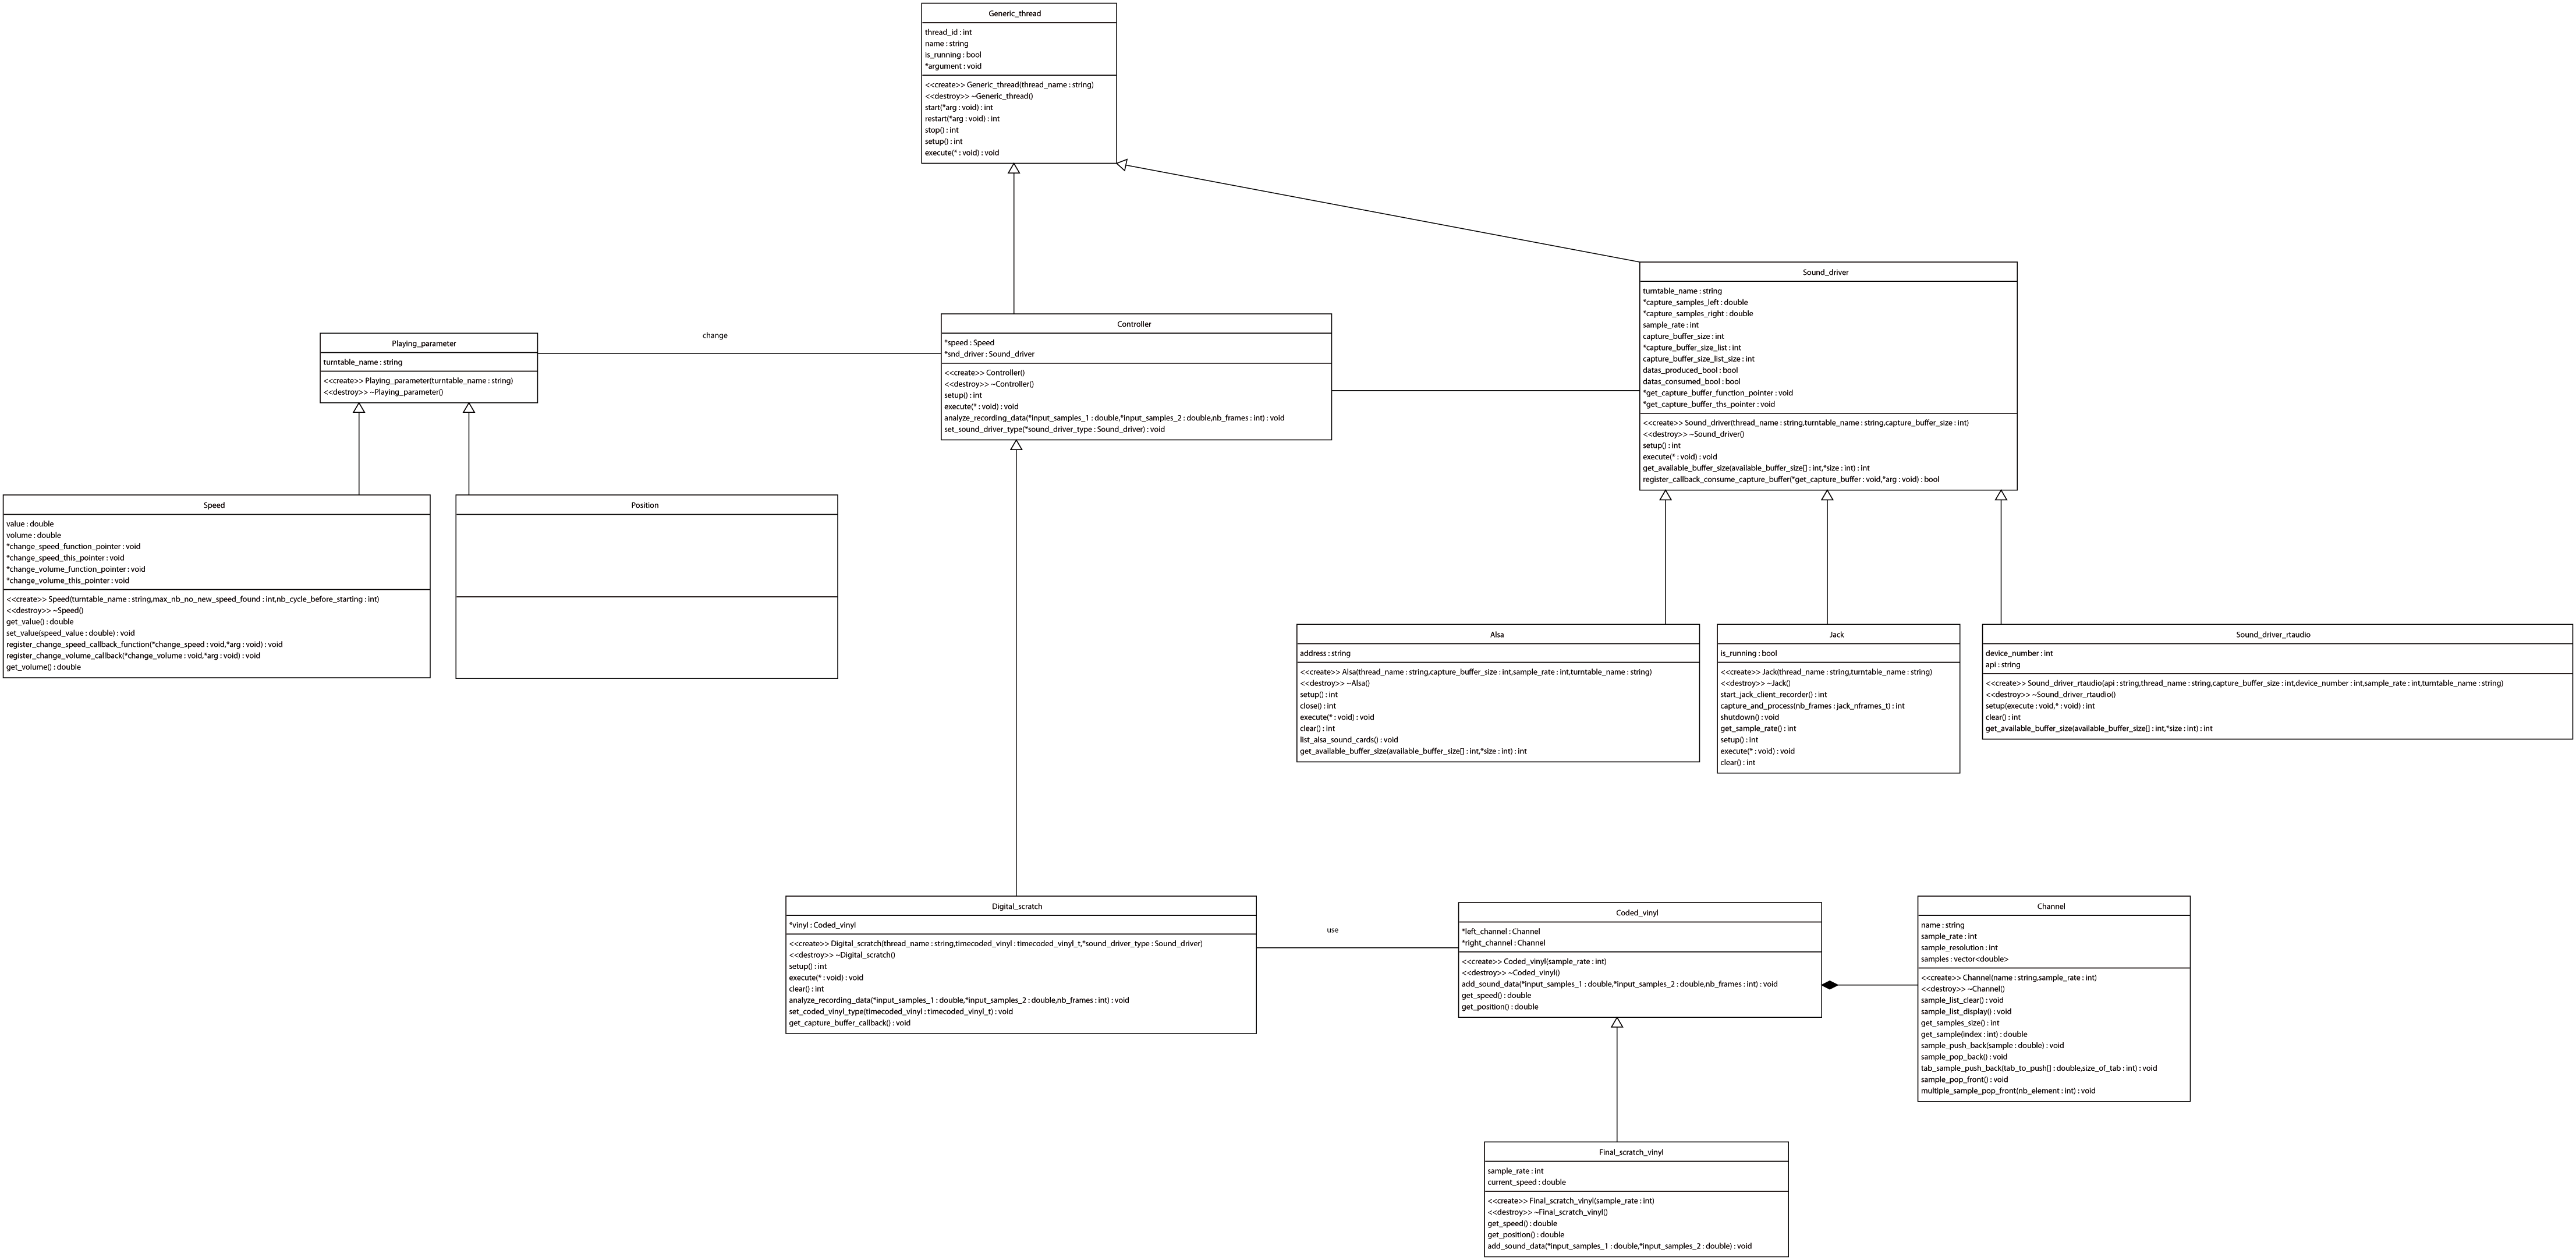 Generic_thread
thread_id : int
name : string
is_running : bool
*argument : void
<<create>> Generic_thread(thread_name : string)
<<destroy>> ~Generic_thread()
start(*arg : void) : int
restart(*arg : void) : int
stop() : int
setup() : int
execute(* : void) : void
Sound_driver
turntable_name : string
*capture_samples_left : double
*capture_samples_right : double
sample_rate : int
capture_buffer_size : int
*capture_buffer_size_list : int
capture_buffer_size_list_size : int
datas_produced_bool : bool
datas_consumed_bool : bool
*get_capture_buffer_function_pointer : void
*get_capture_buffer_ths_pointer : void
<<create>> Sound_driver(thread_name : string,turntable_name : string,capture_buffer_size : int)
<<destroy>> ~Sound_driver()
setup() : int
execute(* : void) : void
get_available_buffer_size(available_buffer_size[] : int,*size : int) : int
register_callback_consume_capture_buffer(*get_capture_buffer : void,*arg : void) : bool
Controller
*speed : Speed
*snd_driver : Sound_driver
<<create>> Controller()
<<destroy>> ~Controller()
setup() : int
execute(* : void) : void
analyze_recording_data(*input_samples_1 : double,*input_samples_2 : double,nb_frames : int) : void
set_sound_driver_type(*sound_driver_type : Sound_driver) : void
change
Playing_parameter
turntable_name : string
<<create>> Playing_parameter(turntable_name : string)
<<destroy>> ~Playing_parameter()
Speed
value : double
volume : double
*change_speed_function_pointer : void
*change_speed_this_pointer : void
*change_volume_function_pointer : void
*change_volume_this_pointer : void
<<create>> Speed(turntable_name : string,max_nb_no_new_speed_found : int,nb_cycle_before_starting : int)
<<destroy>> ~Speed()
get_value() : double
set_value(speed_value : double) : void
register_change_speed_callback_function(*change_speed : void,*arg : void) : void
register_change_volume_callback(*change_volume : void,*arg : void) : void
get_volume() : double
Position
Alsa
address : string
<<create>> Alsa(thread_name : string,capture_buffer_size : int,sample_rate : int,turntable_name : string)
<<destroy>> ~Alsa()
setup() : int
close() : int
execute(* : void) : void
clear() : int
list_alsa_sound_cards() : void
get_available_buffer_size(available_buffer_size[] : int,*size : int) : int
Jack
is_running : bool
<<create>> Jack(thread_name : string,turntable_name : string)
<<destroy>> ~Jack()
start_jack_client_recorder() : int
capture_and_process(nb_frames : jack_nframes_t) : int
shutdown() : void
get_sample_rate() : int
setup() : int
execute(* : void) : void
clear() : int
Sound_driver_rtaudio
device_number : int
api : string
<<create>> Sound_driver_rtaudio(api : string,thread_name : string,capture_buffer_size : int,device_number : int,sample_rate : int,turntable_name : string)
<<destroy>> ~Sound_driver_rtaudio()
setup(execute : void,* : void) : int
clear() : int
get_available_buffer_size(available_buffer_size[] : int,*size : int) : int
Digital_scratch
*vinyl : Coded_vinyl
<<create>> Digital_scratch(thread_name : string,timecoded_vinyl : timecoded_vinyl_t,*sound_driver_type : Sound_driver)
<<destroy>> ~Digital_scratch()
setup() : int
execute(* : void) : void
clear() : int
analyze_recording_data(*input_samples_1 : double,*input_samples_2 : double,nb_frames : int) : void
set_coded_vinyl_type(timecoded_vinyl : timecoded_vinyl_t) : void
get_capture_buffer_callback() : void
use
Coded_vinyl
*left_channel : Channel
*right_channel : Channel
<<create>> Coded_vinyl(sample_rate : int)
<<destroy>> ~Coded_vinyl()
add_sound_data(*input_samples_1 : double,*input_samples_2 : double,nb_frames : int) : void
get_speed() : double
get_position() : double
Channel
name : string
sample_rate : int
sample_resolution : int
samples : vector<double>
<<create>> Channel(name : string,sample_rate : int)
<<destroy>> ~Channel()
sample_list_clear() : void
sample_list_display() : void
get_samples_size() : int
get_sample(index : int) : double
sample_push_back(sample : double) : void
sample_pop_back() : void
tab_sample_push_back(tab_to_push[] : double,size_of_tab : int) : void
sample_pop_front() : void
multiple_sample_pop_front(nb_element : int) : void
Final_scratch_vinyl
sample_rate : int
current_speed : double
<<create>> Final_scratch_vinyl(sample_rate : int)
<<destroy>> ~Final_scratch_vinyl()
get_speed() : double
get_position() : double
add_sound_data(*input_samples_1 : double,*input_samples_2 : double) : void